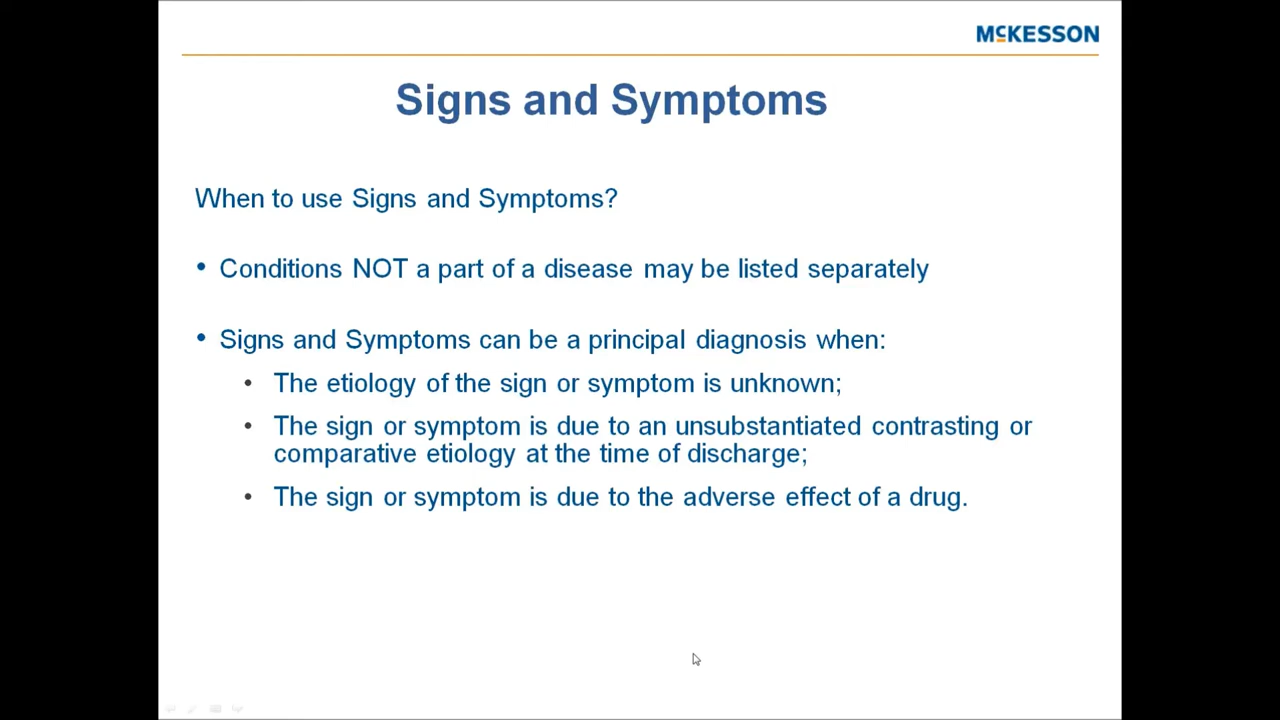 McKESSON
Signs and Symptoms
When to use Signs and Symptoms?
• Conditions NOT a part of a disease may be listed separately
• Signs and Symptoms can be a principal diagnosis when:
• The etiology of the sign or symptom is unknown;
• The sign or symptom is due to an unsubstantiated contrasting or
comparative etiology at the time of discharge;
• The sign or symptom is due to the adverse effect of a drug.